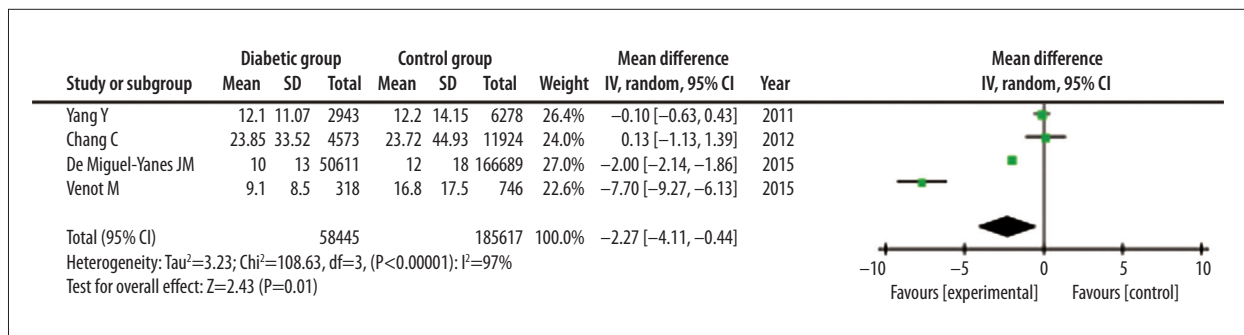 Diabetic group Control group Mean difference Mean difference
Study or subgroup Mean SD Total Mean SD Total Weight IV, random, 95% CI Year IV, random, 95% CI
Yang Y 12.1 11.07 2943 12.2 14.15 6278 26.4% −0.10 [−0.63, 0.43] 2011
Chang C 23.85 33.52 4573 23.72 44.93 11924 24.0% 0.13 [−1.13, 1.39] 2012
De Miguel-Yanes JM 10 13 50611 12 18 166689 27.0% −2.00 [−2.14, −1.86] 2015
Venot M 9.1 8.5 318 16.8 17.5 746 22.6% −7.70 [−9.27, −6.13] 2015
Total (95% CI) 58445 185617 100.0% −2.27 [−4.11, −0.44]
Heterogeneity: Tau²=3.23; Chi²=108.63, df=3, (P<0.00001): I²=97%
Test for overall effect: Z=2.43 (P=0.01)
−10 −5 0 5 10
Favours [experimental] Favours [control]